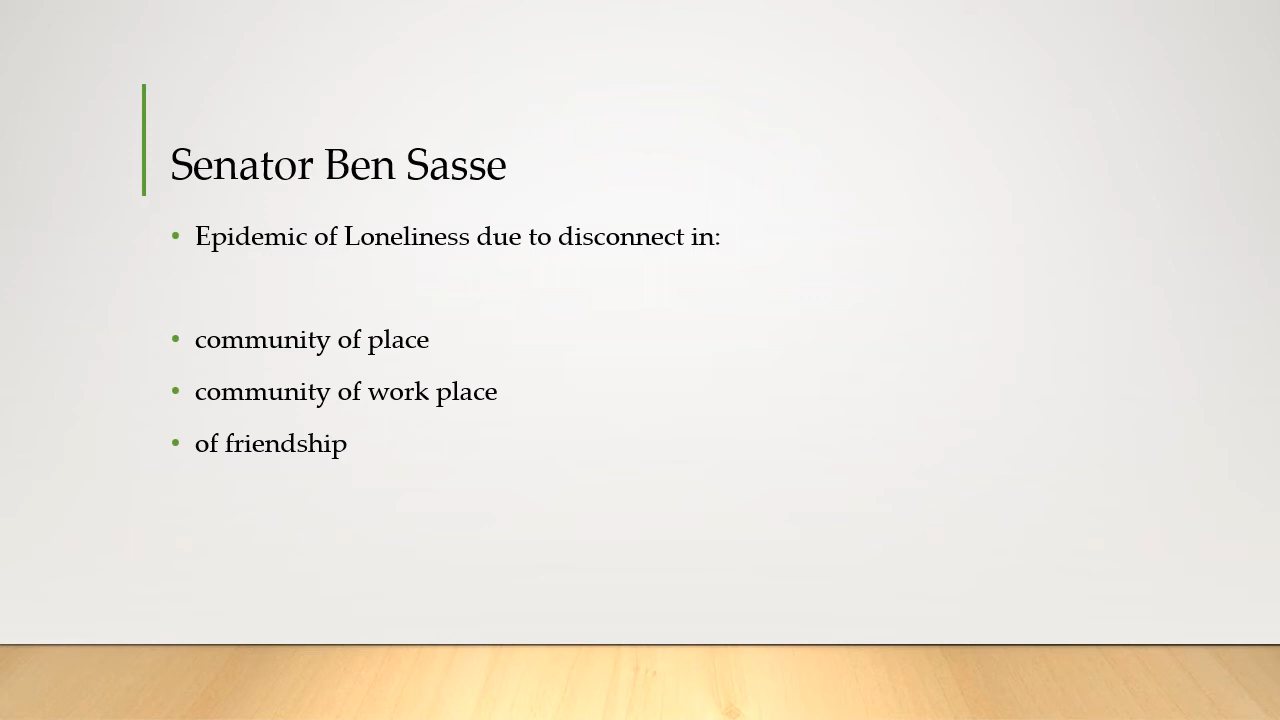 Senator Ben Sasse
• Epidemic of Loneliness due to disconnect in:
• community of place
• community of work place
• of friendship